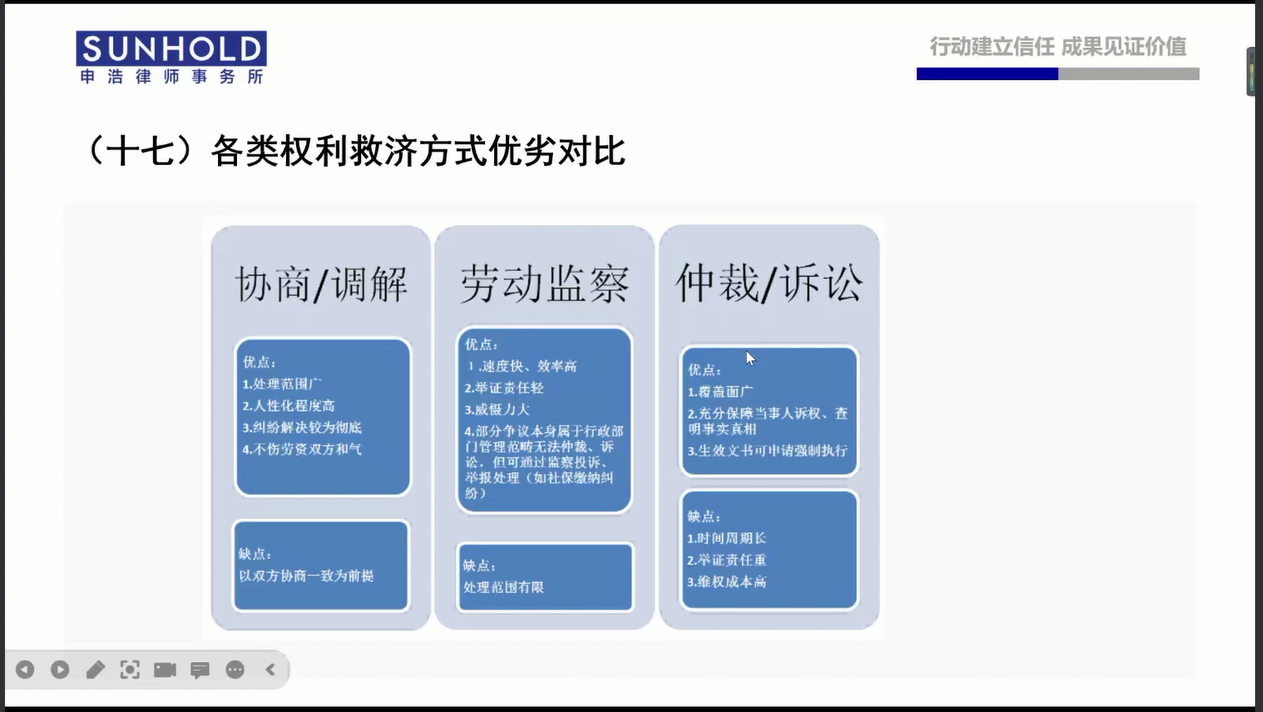 SUNHOLD
申浩律师事务所
行动建立信任 成果见证价值
（十七）各类权利救济方式优劣对比
协商/调解
优点：
1.处理范围广
2.人性化程度高
3.纠纷解决较为彻底
4.不伤劳资双方和气
缺点：
以双方协商一致为前提
劳动监察
优点：
1.速度快、效率高
2.举证责任轻
3.威慑力大
4.部分争议本身属于行政部
门管理范畴无法仲裁、诉
讼，但可通过监察投诉、
举报处理（如社保缴纳纠
纷）
缺点：
处理范围有限
仲裁/诉讼
优点：
1.覆盖面广
2.充分保障当事人诉权、查
明事实真相
3.生效文书可申请强制执行
缺点：
1.时间周期长
2.举证责任重
3.维权成本高